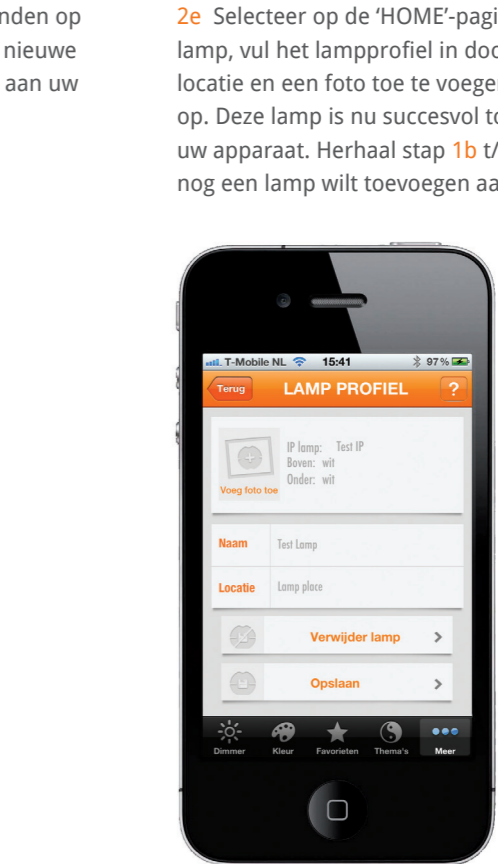 nden op
nieuwe
aan uw
2e Selecteer op de ‘HOME’-pagi
lamp, vul het lampprofiel in doo
locatie en een foto toe te voeger
op. Deze lamp is nu succesvol to
uw apparaat. Herhaal stap 1b t/
nog een lamp wilt toevoegen aa
T-Mobile NL 15:41 97%
Terug LAMP PROFIEL ?
IP lamp: Test IP
Boven: wit
Onder: wit
Voeg foto toe
Naam Test Lamp
Locatie Lamp place
Verwijder lamp
Opslaan
Dimmer Kleur Favorieten Thema's Meer